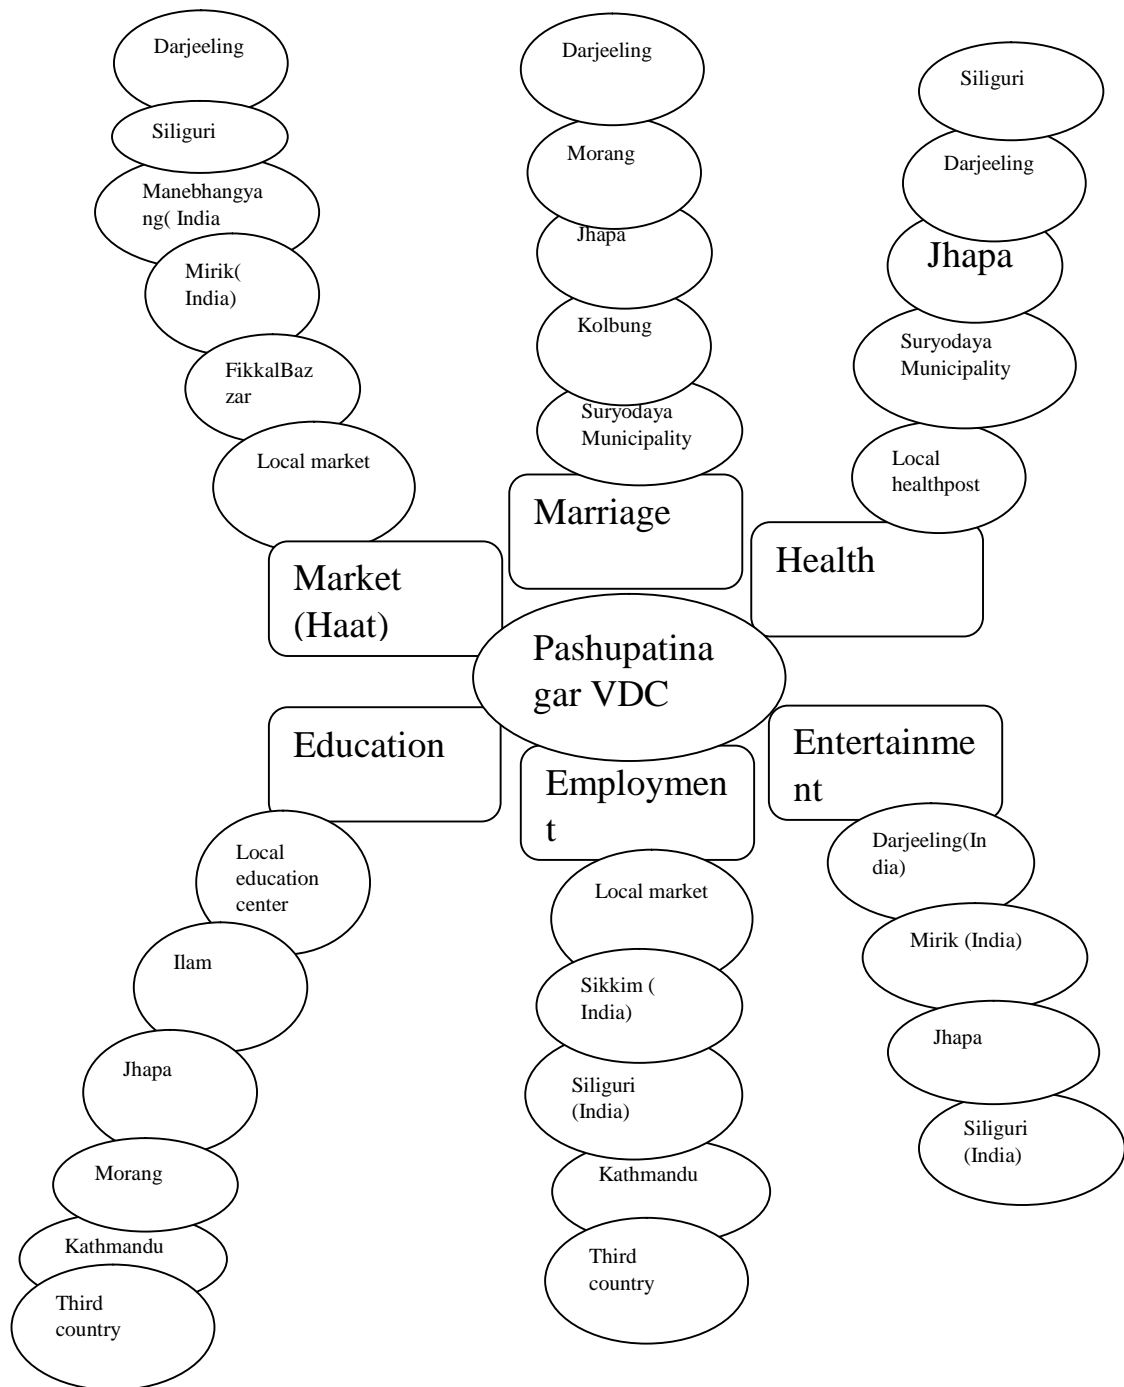 Darjeeling
Siliguri
Manebhangya
ng( India
Mirik(
India)
FikkalBaz
zar
Local market
Market
(Haat)
Darjeeling
Morang
Jhapa
Kolbung
Suryodaya
Municipality
Marriage
Siliguri
Darjeeling
Jhapa
Suryodaya
Municipality
Local
healthpost
Health
Pashupatina
gar VDC
Education
Local
education
center
Ilam
Jhapa
Morang
Kathmandu
Third
country
Employmen
t
Local market
Sikkim (
India)
Siliguri
(India)
Kathmandu
Third
country
Entertainme
nt
Darjeeling(In
dia)
Mirik (India)
Jhapa
Siliguri
(India)